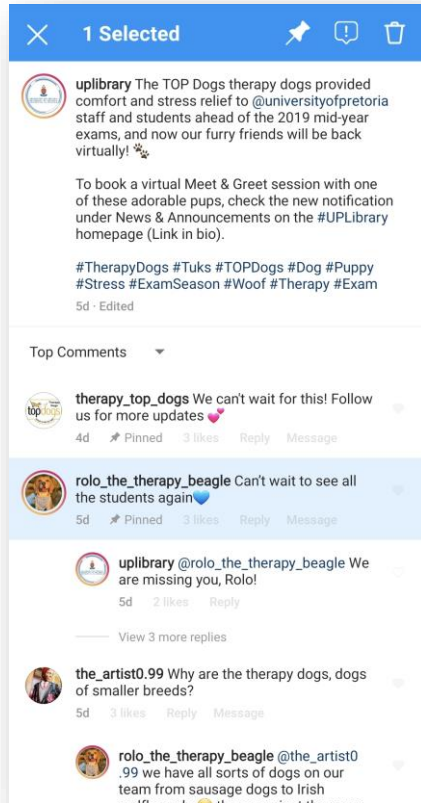 1 Selected
uplibrary The TOP Dogs therapy dogs provided
comfort and stress relief to @universityofpretoria
staff and students ahead of the 2019 mid-year
exams, and now our furry friends will be back
virtually! 🐾
To book a virtual Meet & Greet session with one
of these adorable pups, check the new notification
under News & Announcements on the #UPLibrary
homepage (Link in bio).
#TherapyDogs #Tuks #TOPDogs #Dog #Puppy
#Stress #ExamSeason #Woof #Therapy #Exam
5d · Edited
Top Comments
topdogs
therapy_top_dogs We can't wait for this! Follow
us for more updates 💕
4d Pinned 3 likes Reply Message
rolo_the_therapy_beagle Can't wait to see all
the students again💙
5d Pinned 3 likes Reply Message
uplibrary @rolo_the_therapy_beagle We
are missing you, Rolo!
5d 2 likes Reply
View 3 more replies
the_artist0.99 Why are the therapy dogs, dogs
of smaller breeds?
5d 3 likes Reply Message
rolo_the_therapy_beagle @the_artist0
.99 we have all sorts of dogs on our
team from sausage dogs to Irish